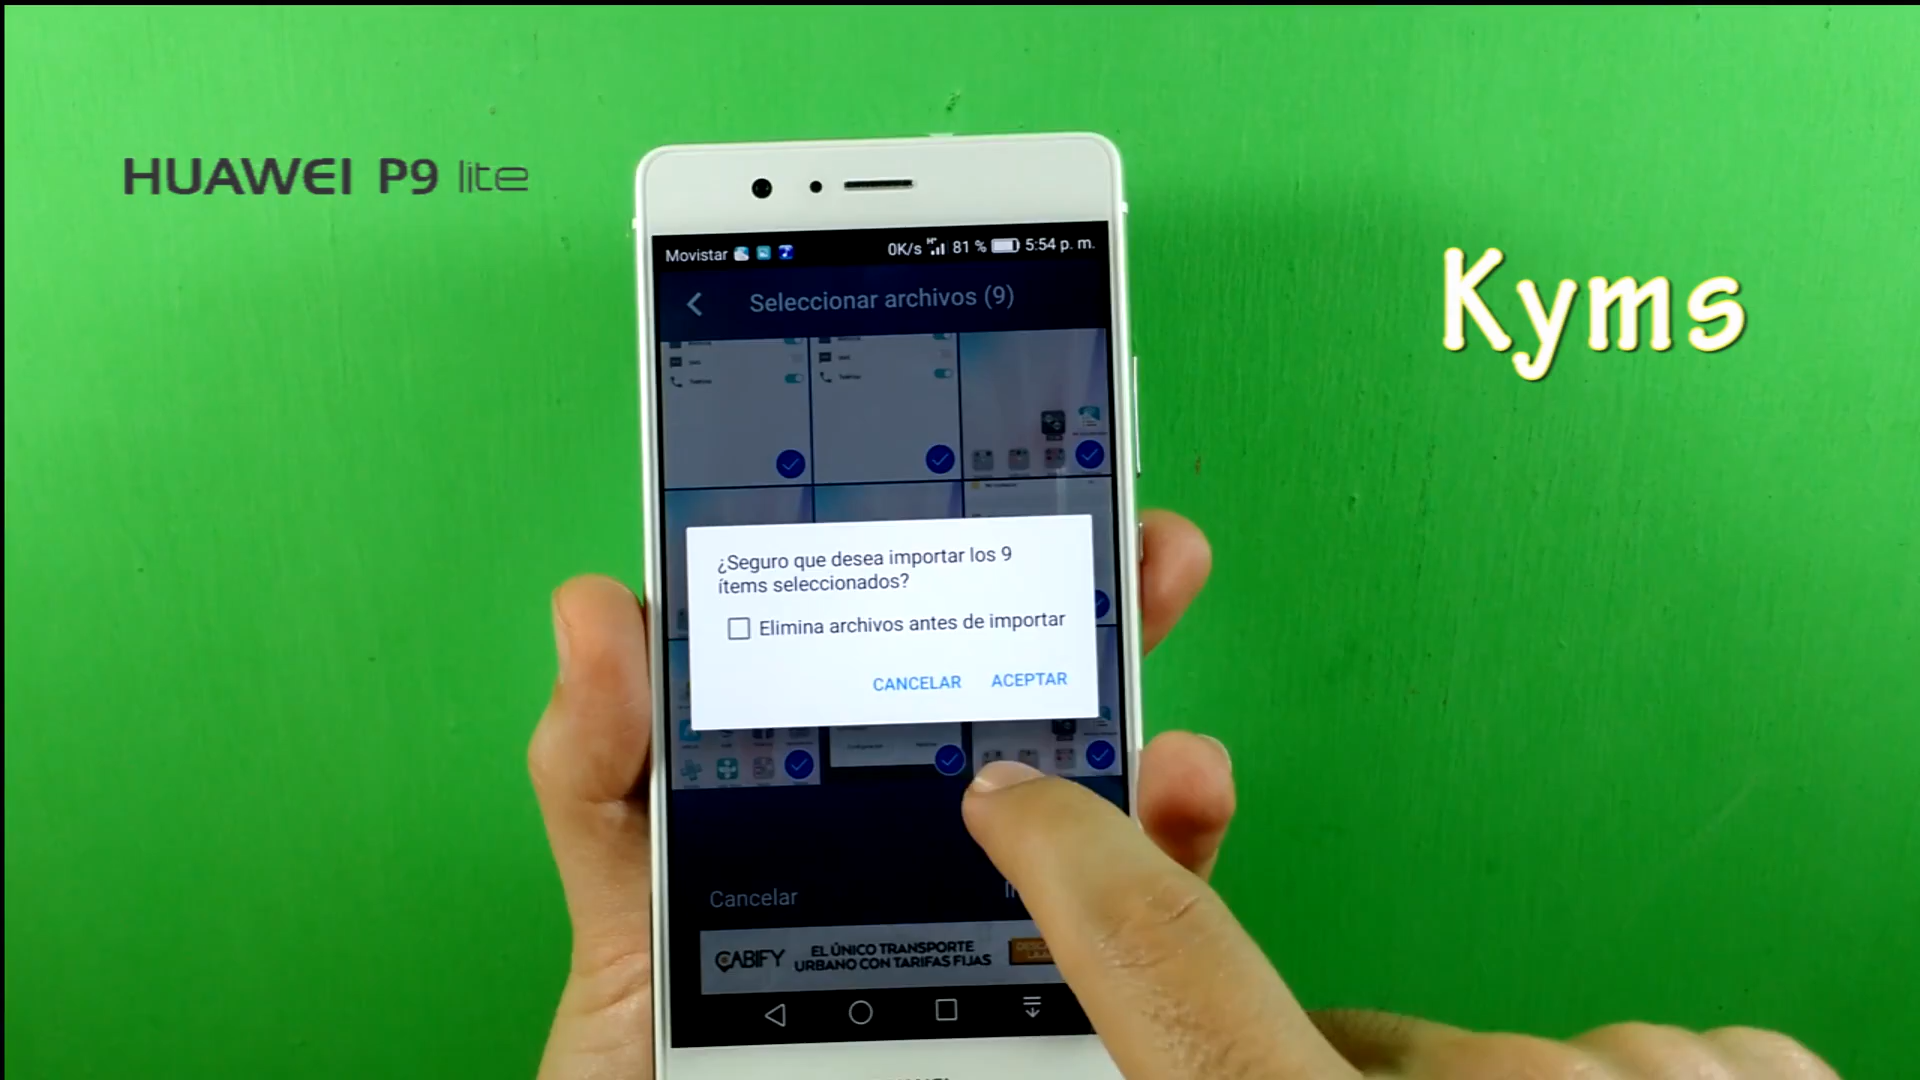 HUAWEI P9 lite
Kyms
Movistar 0K/s 81 % 5:54 p. m.
Seleccionar archivos (9)
¿Seguro que desea importar los 9
ítems seleccionados?
Elimina archivos antes de importar
CANCELAR ACEPTAR
Cancelar
CABIFY
EL ÚNICO TRANSPORTE
URBANO CON TARIFAS FIJAS